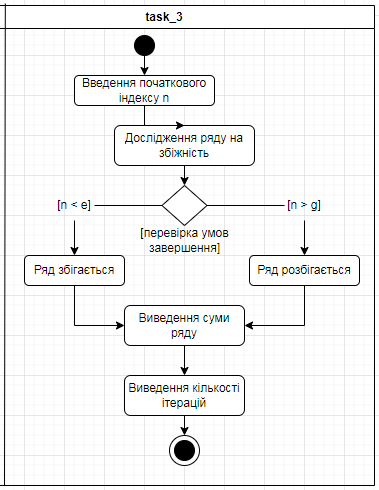 task_3
Введення початкового
індексу n
Дослідження ряду на
збіжність
[n < e]
[n > g]
[перевірка умов
завершення]
Ряд збігається
Ряд розбігається
Виведення суми
ряду
Виведення кількості
ітерацій